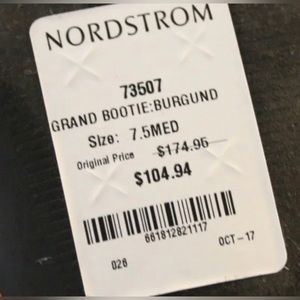 NORDSTROM
73507
GRAND BOOTIE:BURGUND
Size: 7.5MED
Original Price $174.95
$104.94
661812821117
026 OCT-17